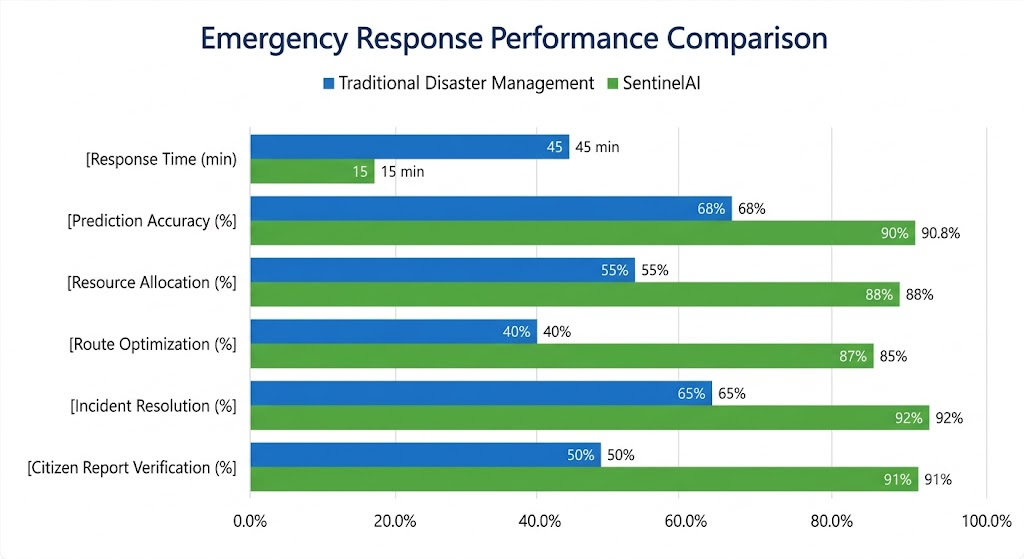 Emergency Response Performance Comparison
Traditional Disaster Management SentinelAI
[Response Time (min)
45 45 min
15 15 min
[Prediction Accuracy (%]
68% 68%
90% 90.8%
[Resource Allocation (%]
55% 55%
88% 88%
[Route Optimization (%]
40% 40%
87% 85%
[Incident Resolution (%]
65% 65%
92% 92%
[Citizen Report Verification (%]
50% 50%
91% 91%
0.0% 20.0% 40.0% 60.0% 80.0% 100.0%